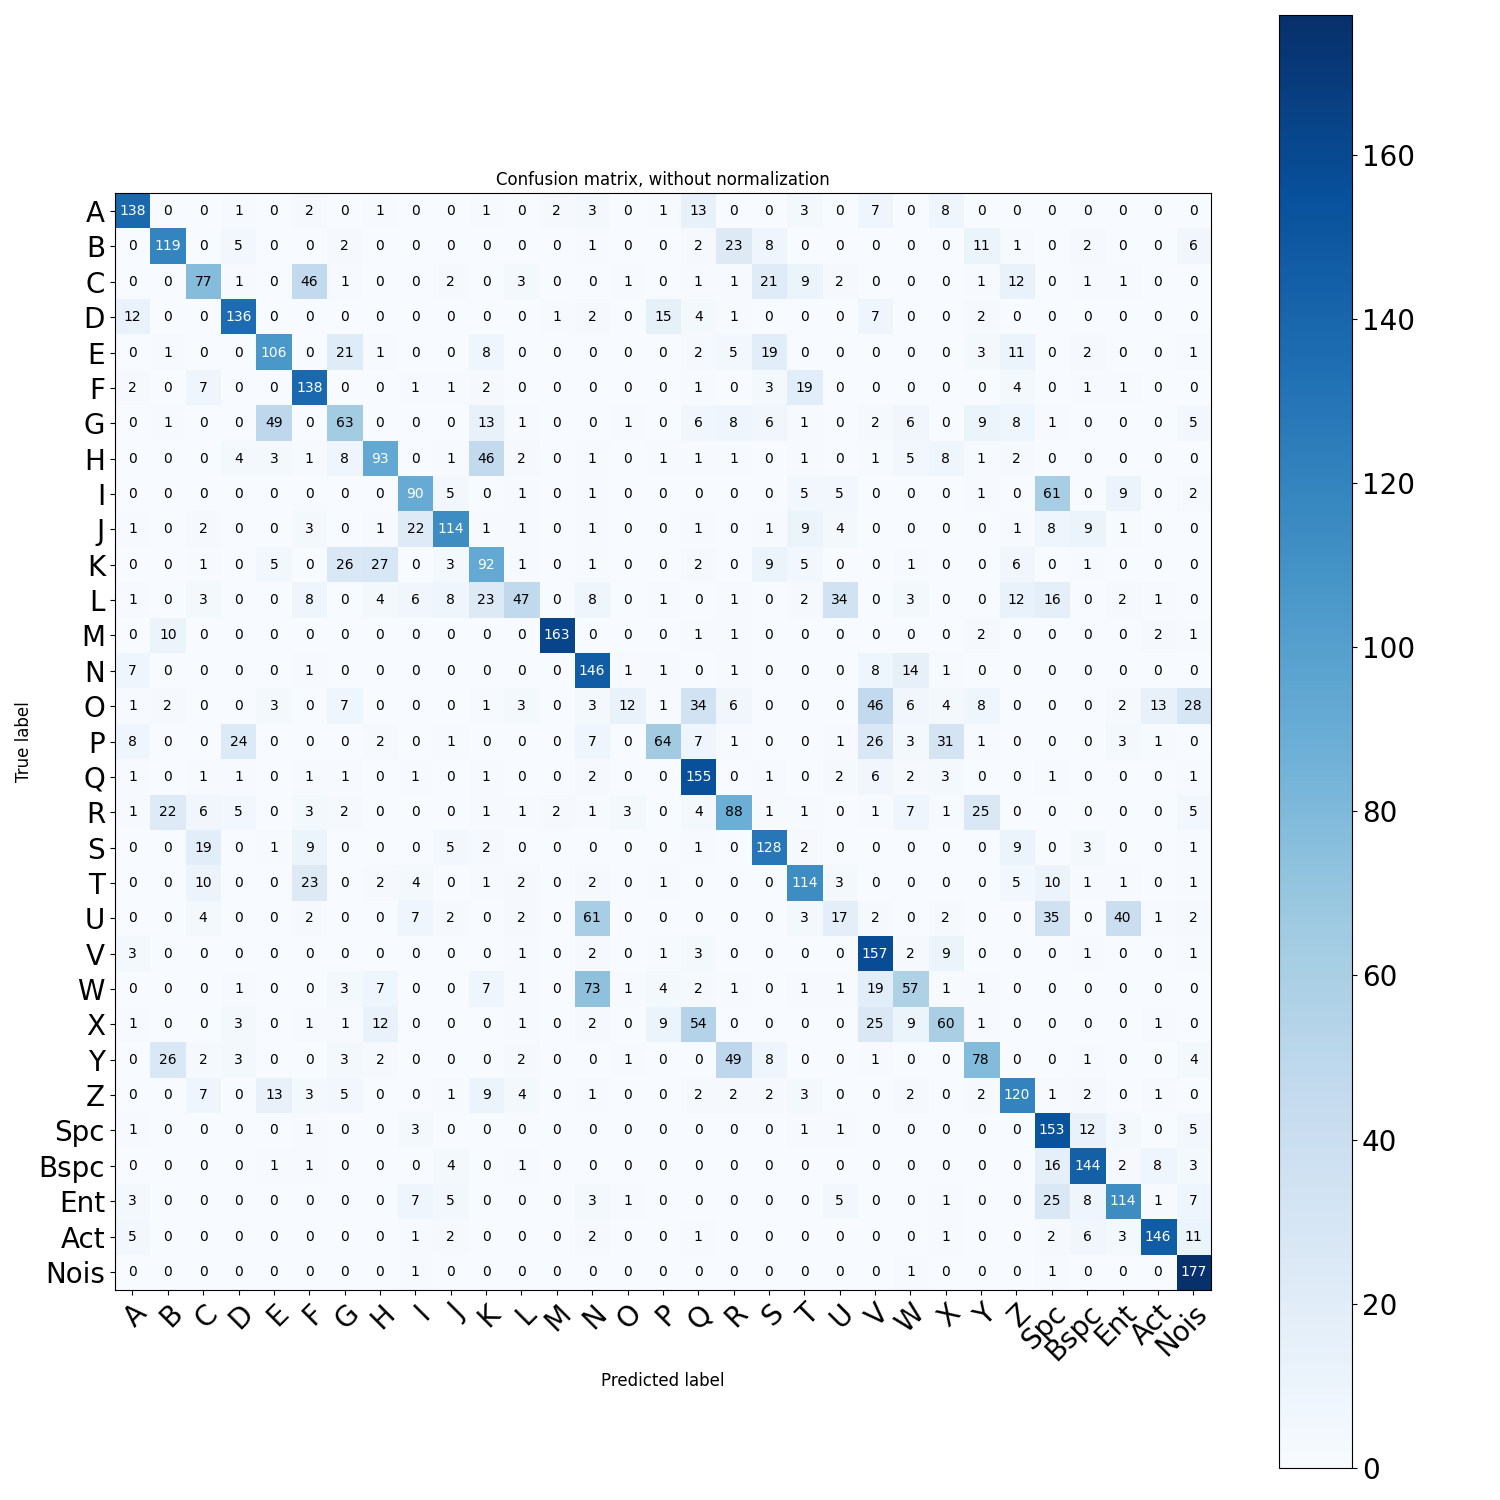 Confusion matrix, without normalization
A 138 0 0 1 0 2 0 1 0 0 1 0 2 3 0 1 13 0 0 3 0 7 0 8 0 0 0 0 0 0 0
B 0 119 0 5 0 0 2 0 0 0 0 0 0 1 0 0 2 23 8 0 0 0 0 0 11 1 0 2 0 0 6
C 0 0 77 1 0 46 1 0 0 2 0 3 0 0 1 0 1 1 21 9 2 0 0 0 1 12 0 1 1 0 0
D 12 0 0 136 0 0 0 0 0 0 0 0 1 2 0 15 4 1 0 0 0 7 0 0 2 0 0 0 0 0 0
E 0 1 0 0 106 0 21 1 0 0 8 0 0 0 0 0 2 5 19 0 0 0 0 0 3 11 0 2 0 0 1
F 2 0 7 0 0 138 0 0 1 1 2 0 0 0 0 0 1 0 3 19 0 0 0 0 0 4 0 1 1 0 0
G 0 1 0 0 49 0 63 0 0 0 13 1 0 0 1 0 6 8 6 1 0 2 6 0 9 8 1 0 0 0 5
H 0 0 0 4 3 1 8 93 0 1 46 2 0 1 0 1 1 1 0 1 0 1 5 8 1 2 0 0 0 0 0
I 0 0 0 0 0 0 0 0 90 5 0 1 0 1 0 0 0 0 0 5 5 0 0 0 1 0 61 0 9 0 2
J 1 0 2 0 0 3 0 1 22 114 1 1 0 1 0 0 1 0 1 9 4 0 0 0 0 1 8 9 1 0 0
K 0 0 1 0 5 0 26 27 0 3 92 1 0 1 0 0 2 0 9 5 0 0 1 0 0 6 0 1 0 0 0
L 1 0 3 0 0 8 0 4 6 8 23 47 0 8 0 1 0 1 0 2 34 0 3 0 0 12 16 0 2 1 0
M 0 10 0 0 0 0 0 0 0 0 0 0 163 0 0 0 1 1 0 0 0 0 0 0 2 0 0 0 0 2 1
N 7 0 0 0 0 1 0 0 0 0 0 0 0 146 1 1 0 1 0 0 0 8 14 1 0 0 0 0 0 0 0
O 1 2 0 0 3 0 7 0 0 0 1 3 0 3 12 1 34 6 0 0 0 46 6 4 8 0 0 0 2 13 28
P 8 0 0 24 0 0 0 2 0 1 0 0 0 7 0 64 7 1 0 0 1 26 3 31 1 0 0 0 3 1 0
Q 1 0 1 1 0 1 1 0 1 0 1 0 0 2 0 0 155 0 1 0 2 6 2 3 0 0 1 0 0 0 1
R 1 22 6 5 0 3 2 0 0 0 1 1 2 1 3 0 4 88 1 1 0 1 7 1 25 0 0 0 0 0 5
S 0 0 19 0 1 9 0 0 0 5 2 0 0 0 0 0 1 0 128 2 0 0 0 0 0 9 0 3 0 0 1
T 0 0 10 0 0 23 0 2 4 0 1 2 0 2 0 1 0 0 0 114 3 0 0 0 0 5 10 1 1 0 1
U 0 0 4 0 0 2 0 0 7 2 0 2 0 61 0 0 0 0 0 3 17 2 0 2 0 0 35 0 40 1 2
V 3 0 0 0 0 0 0 0 0 0 0 1 0 2 0 1 3 0 0 0 0 157 2 9 0 0 0 1 0 0 1
W 0 0 0 1 0 0 3 7 0 0 7 1 0 73 1 4 2 1 0 1 1 19 57 1 1 0 0 0 0 0 0
X 1 0 0 3 0 1 1 12 0 0 0 1 0 2 0 9 54 0 0 0 0 25 9 60 1 0 0 0 0 1 0
Y 0 26 2 3 0 0 3 2 0 0 0 2 0 0 1 0 0 49 8 0 0 1 0 0 78 0 0 1 0 0 4
Z 0 0 7 0 13 3 5 0 0 1 9 4 0 1 0 0 2 2 2 3 0 0 2 0 2 120 1 2 0 1 0
Spc 1 0 0 0 0 1 0 0 3 0 0 0 0 0 0 0 0 0 0 1 1 0 0 0 0 0 153 12 3 0 5
Bspc 0 0 0 0 1 1 0 0 0 4 0 1 0 0 0 0 0 0 0 0 0 0 0 0 0 0 16 144 2 8 3
Ent 3 0 0 0 0 0 0 0 7 5 0 0 0 3 1 0 0 0 0 0 5 0 0 1 0 0 25 8 114 1 7
Act 5 0 0 0 0 0 0 0 1 2 0 0 0 2 0 0 1 0 0 0 0 0 0 1 0 0 2 6 3 146 11
Nois 0 0 0 0 0 0 0 0 1 0 0 0 0 0 0 0 0 0 0 0 0 0 1 0 0 0 1 0 0 0 177
A B C D E F G H I J K L M N O P Q R S T U V W X Y Z Spc Bspc Ent Act Nois
Predicted label
True label
160
140
120
100
80
60
40
20
0